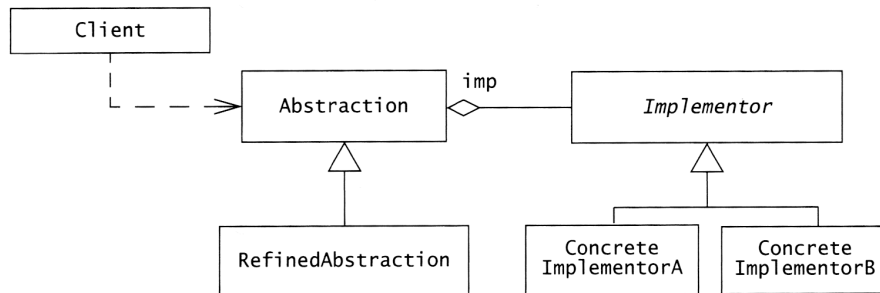 Client
imp
Abstraction
Implementor
RefinedAbstraction
Concrete
ImplementorA
Concrete
ImplementorB